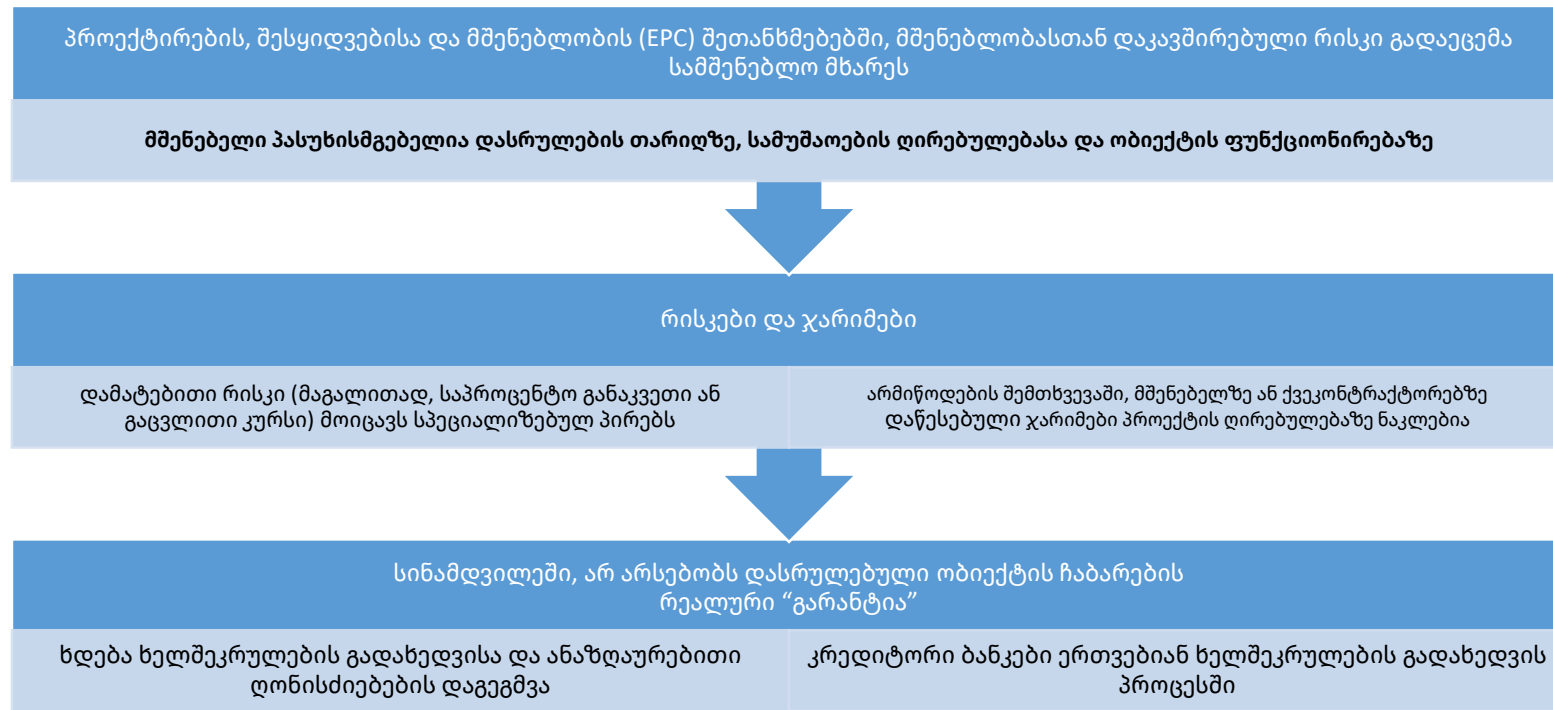 პროექტირების, შესყიდვებისა და მშენებლობის (EPC) შეთანხმებებში, მშენებლობასთან დაკავშირებული რისკი გადაეცემა
სამშენებლო მხარეს
მშენებელი პასუხისმგებელია დასრულების თარიღზე, სამუშაოების ღირებულებასა და ობიექტის ფუნქციონირებაზე
რისკები და ჯარიმები
დამატებითი რისკი (მაგალითად, საპროცენტო განაკვეთი ან
გაცვლითი კურსი) მოიცავს სპეციალიზებულ პირებს
არმიწოდების შემთხვევაში, მშენებელზე ან ქვეკონტრაქტორებზე
დაწესებული ჯარიმები პროექტის ღირებულებაზე ნაკლებია
სინამდვილეში, არ არსებობს დასრულებული ობიექტის ჩაბარების
რეალური “გარანტია”
ხდება ხელშეკრულების გადახედვისა და ანაზღაურებითი
ღონისძიებების დაგეგმვა
კრედიტორი ბანკები ერთვებიან ხელშეკრულების გადახედვის
პროცესში